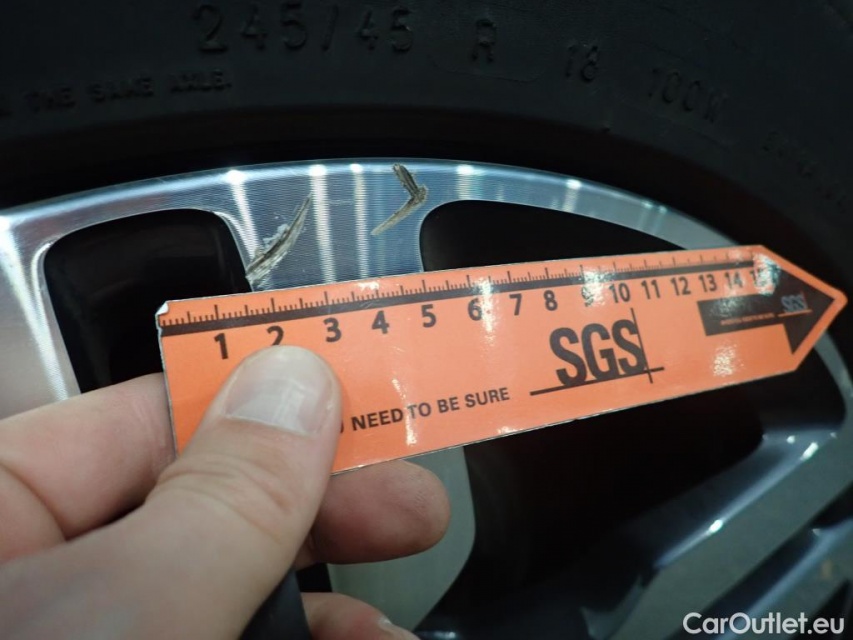 245/45 R 18 100W
THE SAME AXLE.
1 2 3 4 5 6 7 8 9 10 11 12 13 14
SGS
NEED TO BE SURE
SGS
CarOutlet.eu